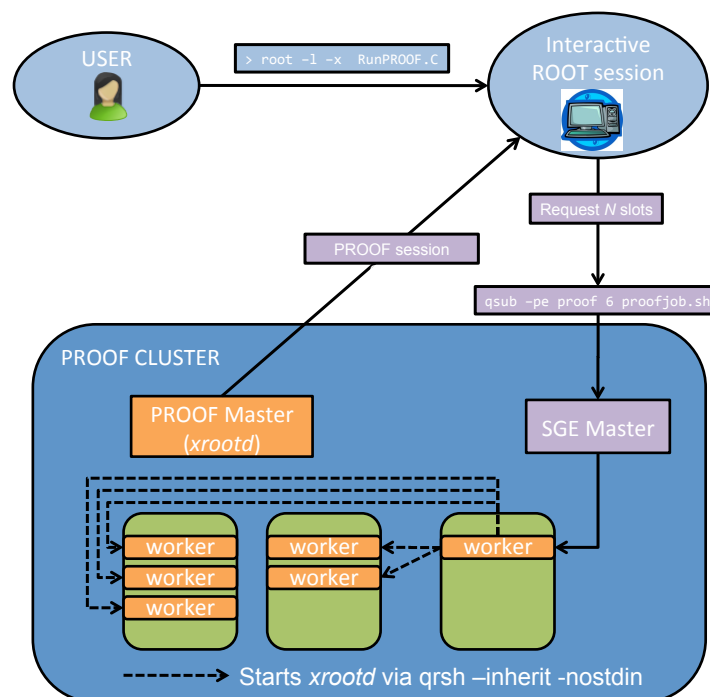 USER
> root -l -x  RunPROOF.C
Interactive
ROOT session
Request N slots
PROOF session
qsub -pe proof 6 proofjob.sh
PROOF CLUSTER
PROOF Master
(xrootd)
SGE Master
worker
worker
worker
worker
worker
worker
Starts xrootd via qrsh –inherit -nostdin